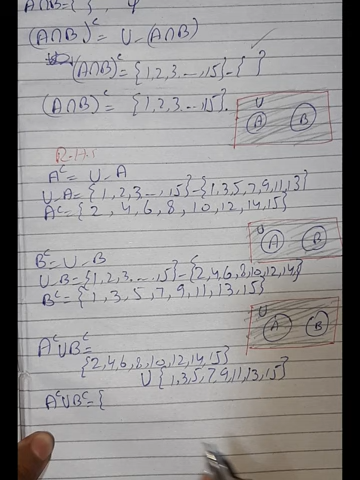 A∩B={ }, φ
(A∩B)ᶜ = U-(A∩B)
(A∩B)ᶜ = {1,2,3...,15}-{ }
(A∩B)ᶜ = {1,2,3...,15}.
U
A
B
R-H-S
Aᶜ = U-A
U-A={1,2,3...,15}-{1,3,5,7,9,11,13}
Aᶜ={2,4,6,8,10,12,14,15}
U
A
B
Bᶜ=U-B
U-B={1,2,3...,15}-{2,4,6,8,10,12,14}
Bᶜ={1,3,5,7,9,11,13,15}
U
A
B
Aᶜ∪Bᶜ=
{2,4,6,8,10,12,14,15}
∪{1,3,5,7,9,11,13,15}
Aᶜ∪Bᶜ={